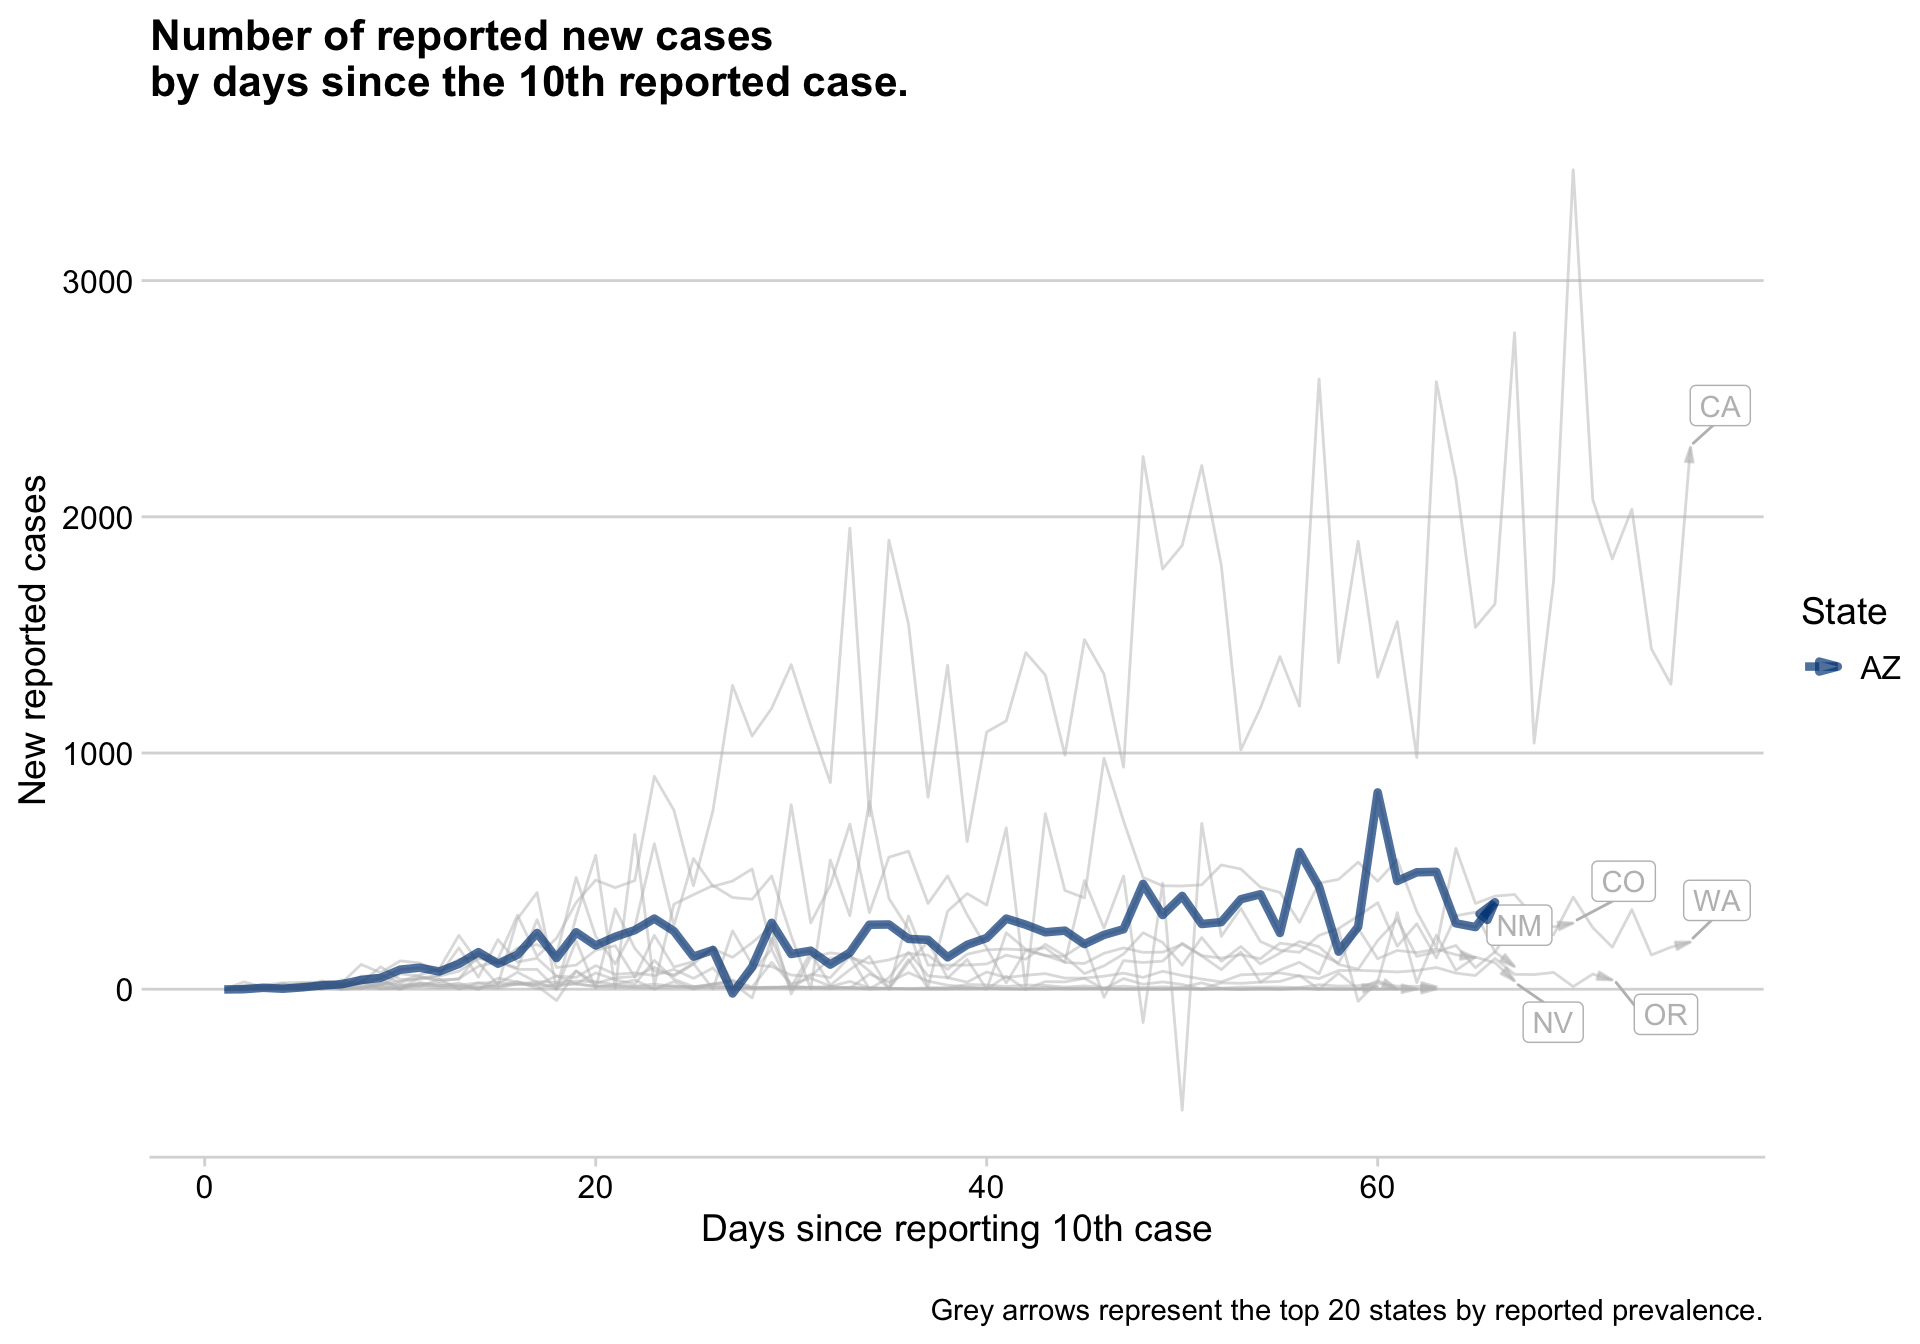 Number of reported new cases
by days since the 10th reported case.
New reported cases
3000
2000
1000
0
CA
CO
WA
NM
NV
OR
State
AZ
0
20
40
60
Days since reporting 10th case
Grey arrows represent the top 20 states by reported prevalence.